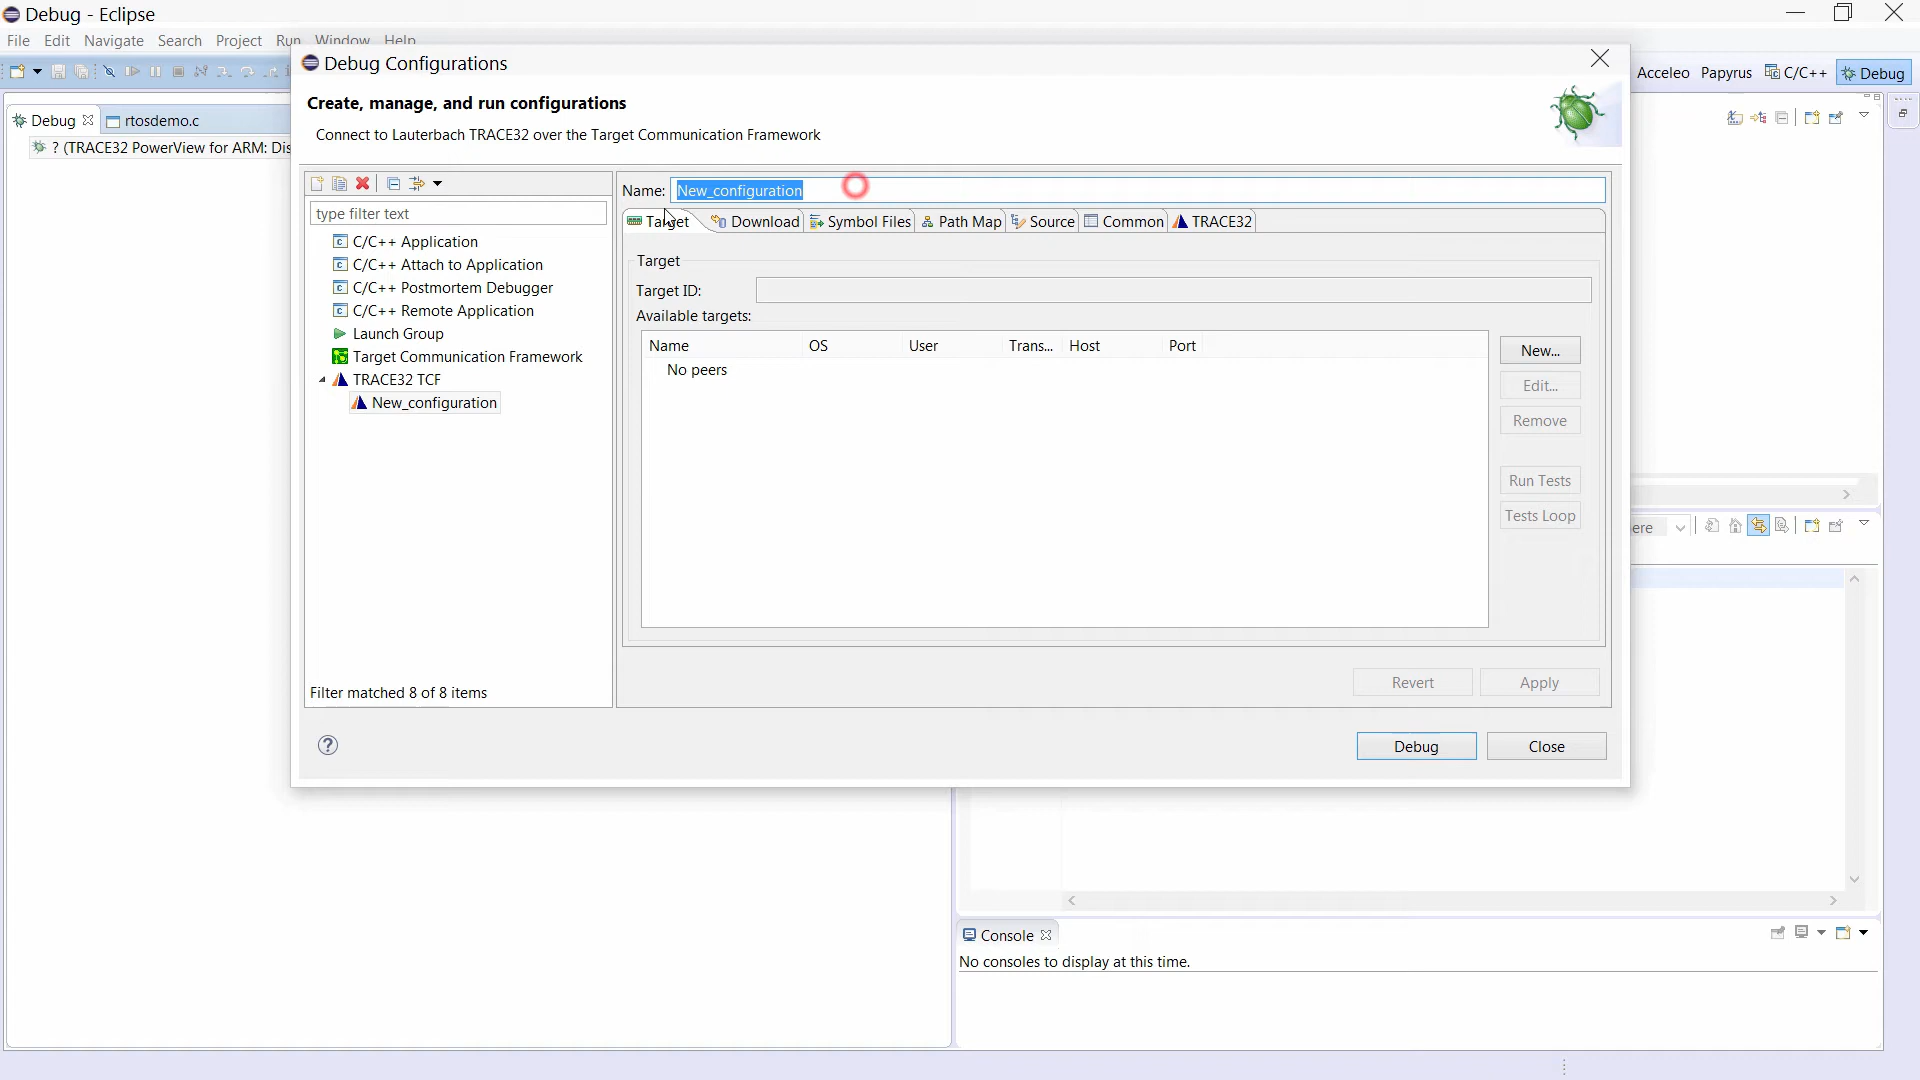 Debug - Eclipse
File Edit Navigate Search Project Run Window Help
Debug Configurations
Acceleo Papyrus C/C++ Debug
Create, manage, and run configurations
Connect to Lauterbach TRACE32 over the Target Communication Framework
Debug rtosdemo.c
? (TRACE32 PowerView for ARM: Dis
type filter text
C/C++ Application
C/C++ Attach to Application
C/C++ Postmortem Debugger
C/C++ Remote Application
Launch Group
Target Communication Framework
TRACE32 TCF
New_configuration
Filter matched 8 of 8 items
Name: New_configuration
Target Download Symbol Files Path Map Source Common TRACE32
Target
Target ID:
Available targets:
Name OS User Trans... Host Port
No peers
New...
Edit...
Remove
Run Tests
Tests Loop
Revert Apply
Debug Close
ere
Console
No consoles to display at this time.